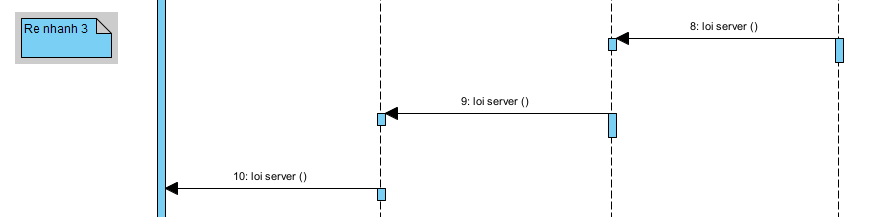 Re nhanh 3
8: loi server ()
9: loi server ()
10: loi server ()